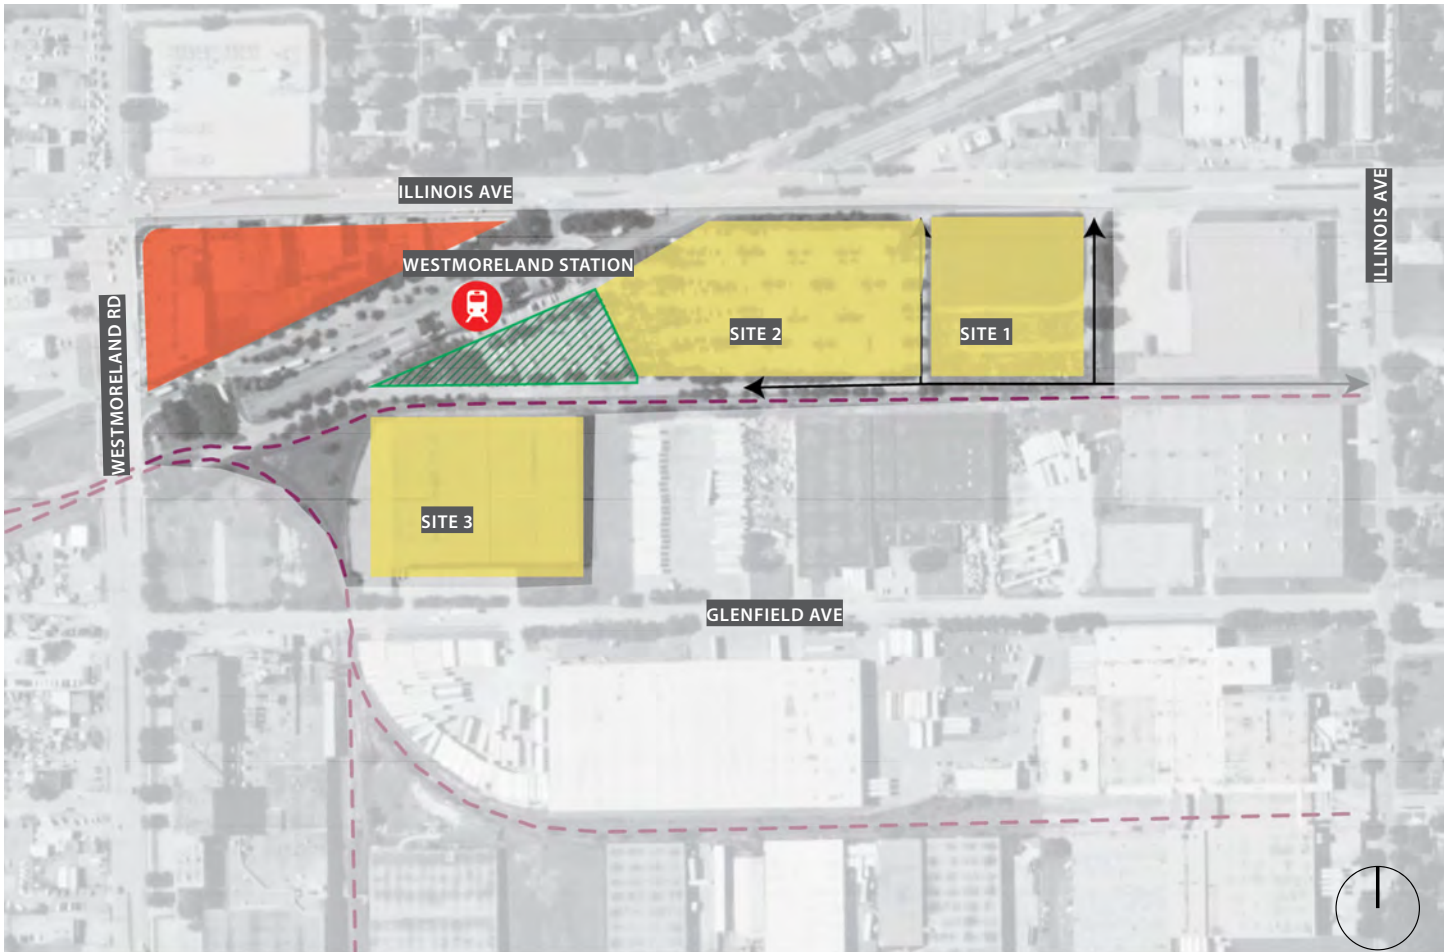 ILLINOIS AVE
ILLINOIS AVE
WESTMORELAND STATION
WESTMORELAND RD
SITE 2
SITE 1
SITE 3
GLENFIELD AVE